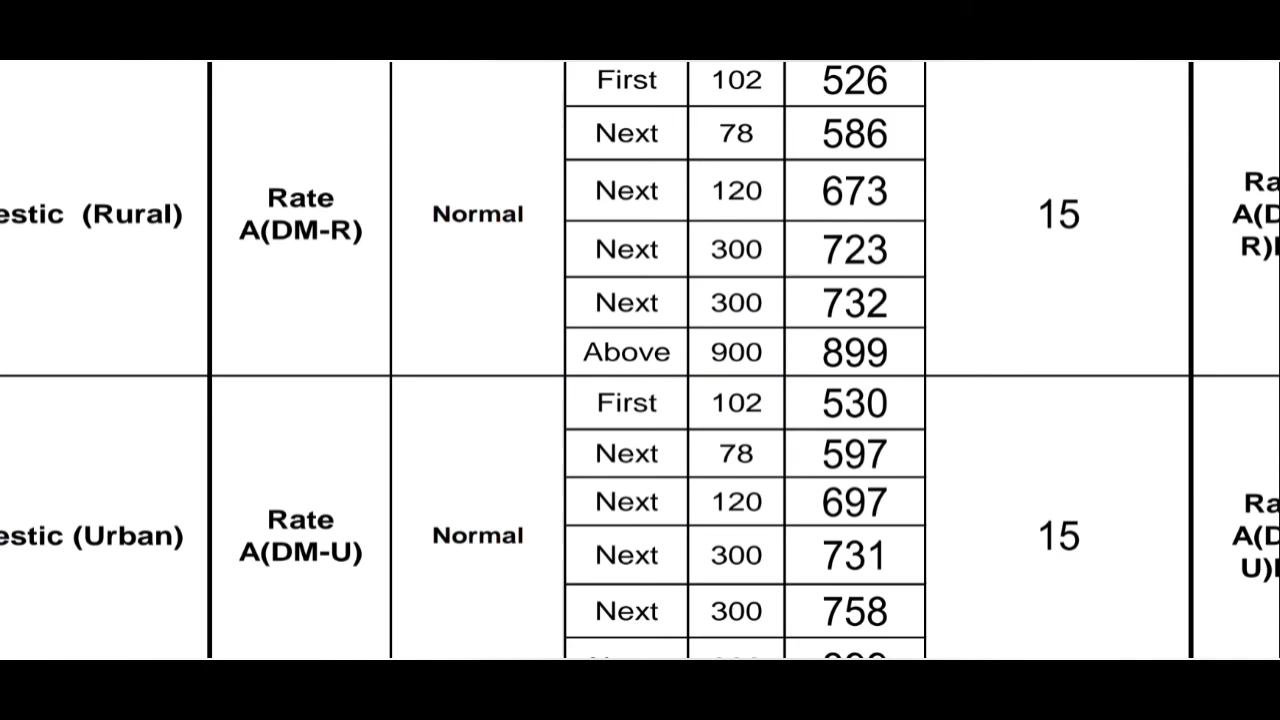 First 102 526
Next 78 586
Next 120 673
Next 300 723
Next 300 732
Above 900 899
estic (Rural)
Rate
A(DM-R)
Normal
15
Ra
A(D
R)
First 102 530
Next 78 597
Next 120 697
Next 300 731
Next 300 758
estic (Urban)
Rate
A(DM-U)
Normal
15
Ra
A(D
U)